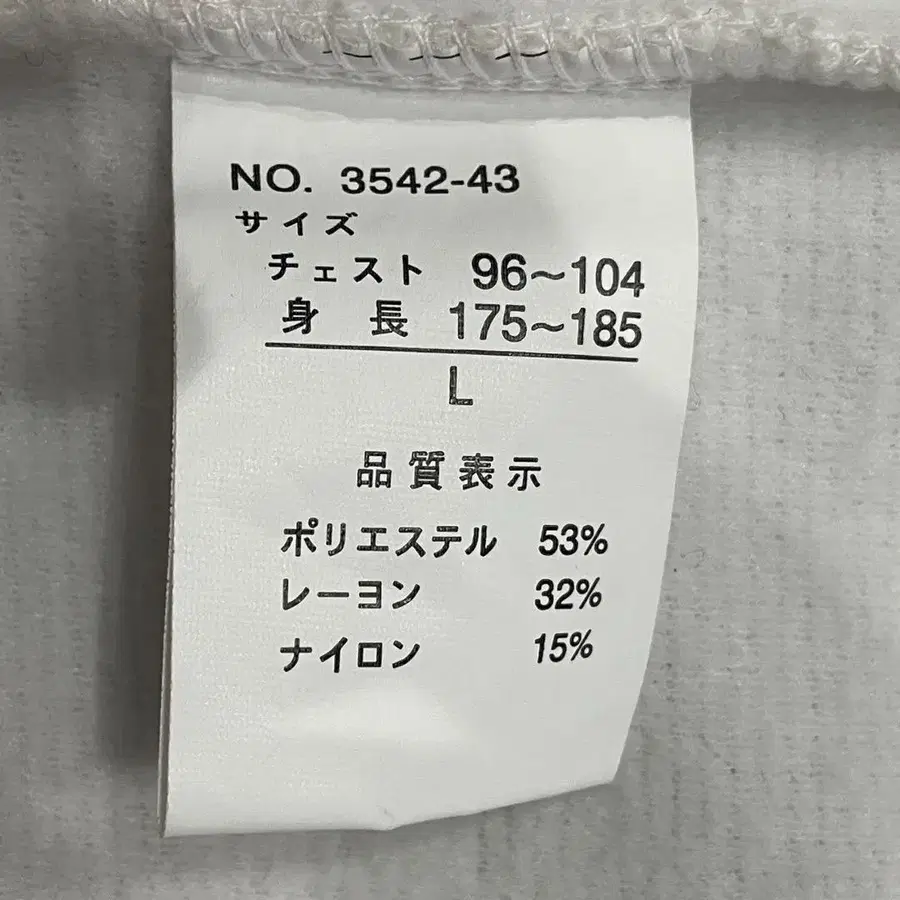 NO. 3542-43
サイズ
チェスト 96~104
身長 175~185
L
品質表示
ポリエステル 53%
レーヨン 32%
ナイロン 15%